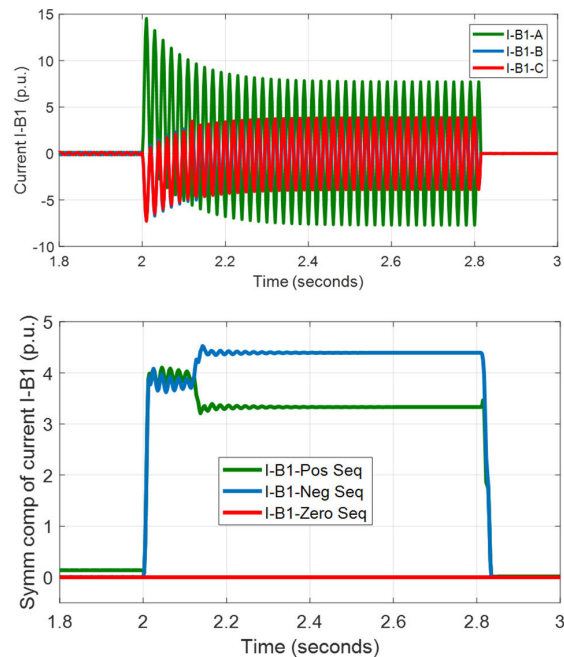 15
10
5
0
-5
-10
Current I-B1 (p.u.)
I-B1-A
I-B1-B
I-B1-C
1.8 2 2.2 2.4 2.6 2.8 3
Time (seconds)
5
4
3
2
1
0
Symm comp of current I-B1 (p.u.)
I-B1-Pos Seq
I-B1-Neg Seq
I-B1-Zero Seq
1.8 2 2.2 2.4 2.6 2.8 3
Time (seconds)